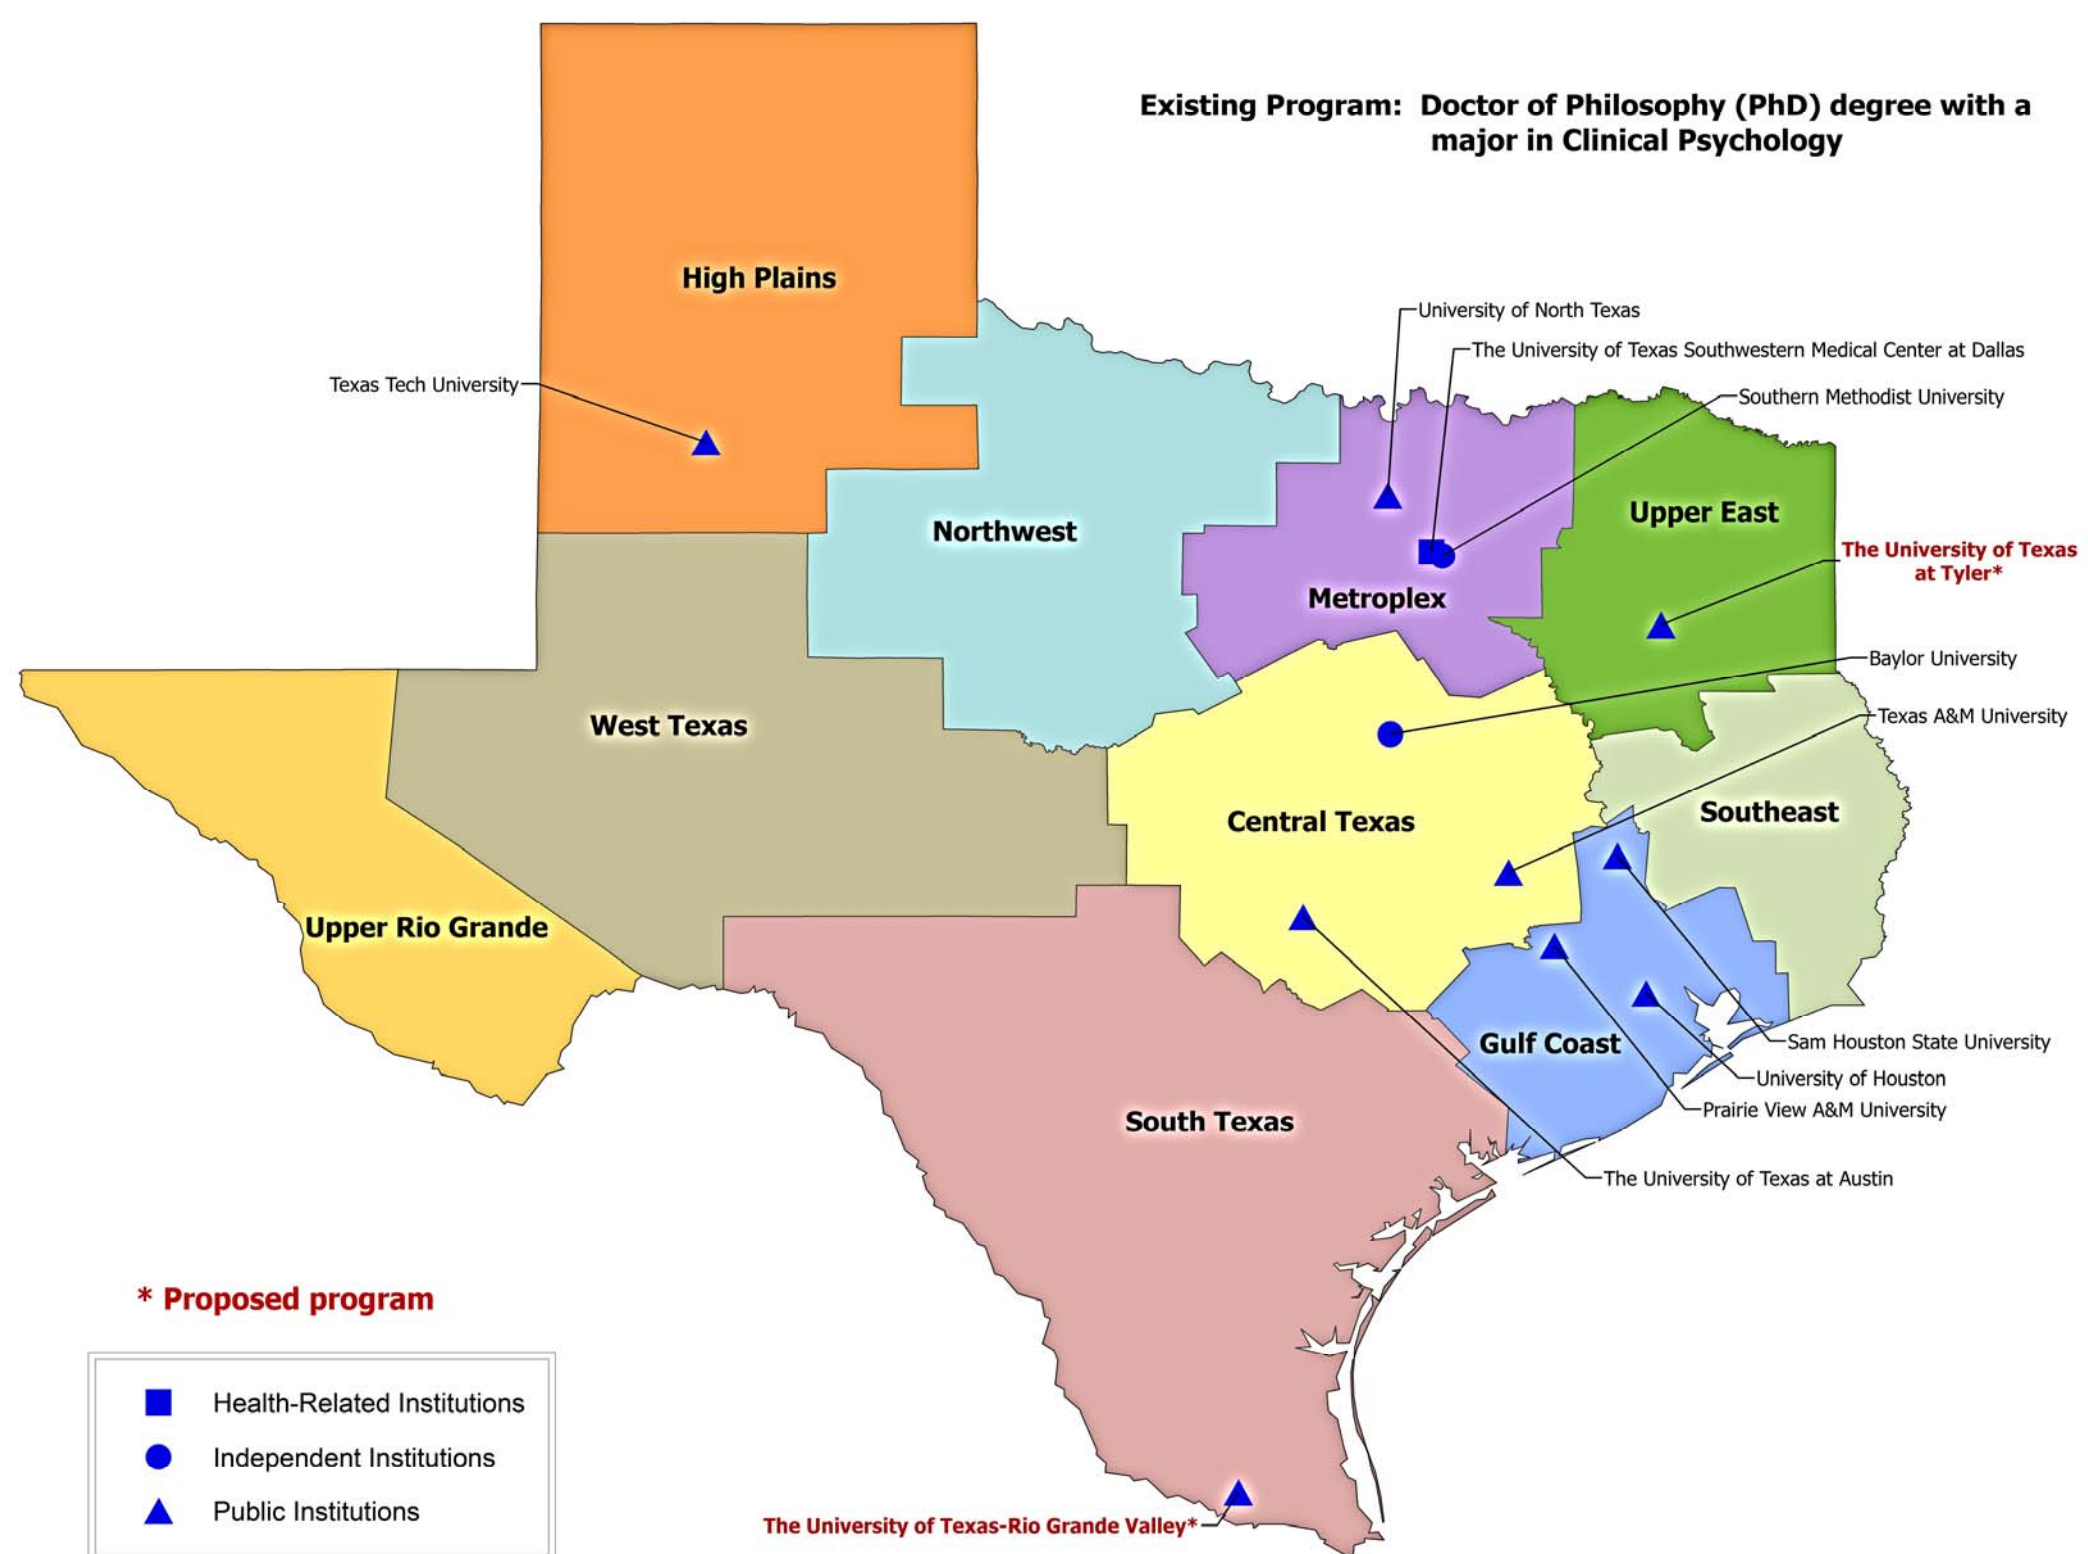 Existing Program: Doctor of Philosophy (PhD) degree with a
major in Clinical Psychology
High Plains
University of North Texas
The University of Texas Southwestern Medical Center at Dallas
Texas Tech University
Southern Methodist University
Northwest
Upper East
The University of Texas
at Tyler*
Metroplex
Baylor University
Texas A&M University
West Texas
Central Texas
Southeast
Upper Rio Grande
Gulf Coast
Sam Houston State University
University of Houston
Prairie View A&M University
South Texas
The University of Texas at Austin
* Proposed program
Health-Related Institutions
Independent Institutions
Public Institutions
The University of Texas-Rio Grande Valley*